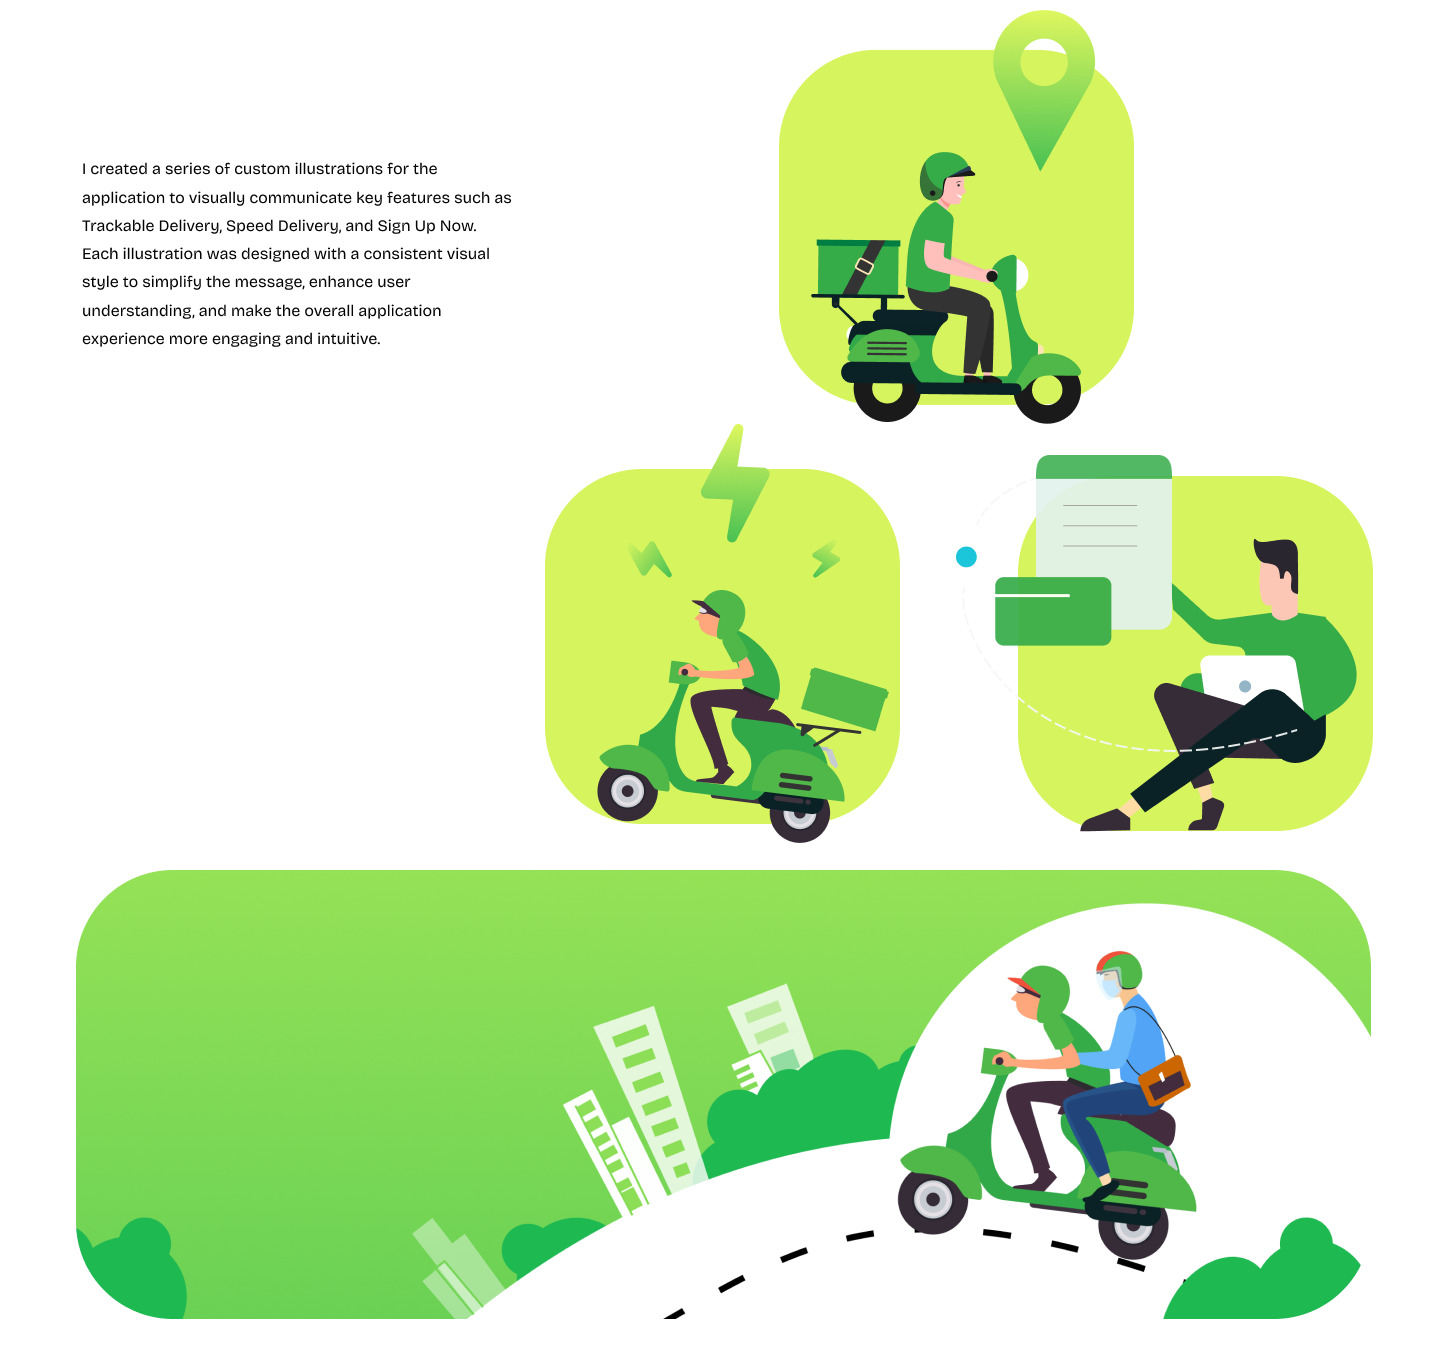 I created a series of custom illustrations for the
application to visually communicate key features such as
Trackable Delivery, Speed Delivery, and Sign Up Now.
Each illustration was designed with a consistent visual
style to simplify the message, enhance user
understanding, and make the overall application
experience more engaging and intuitive.